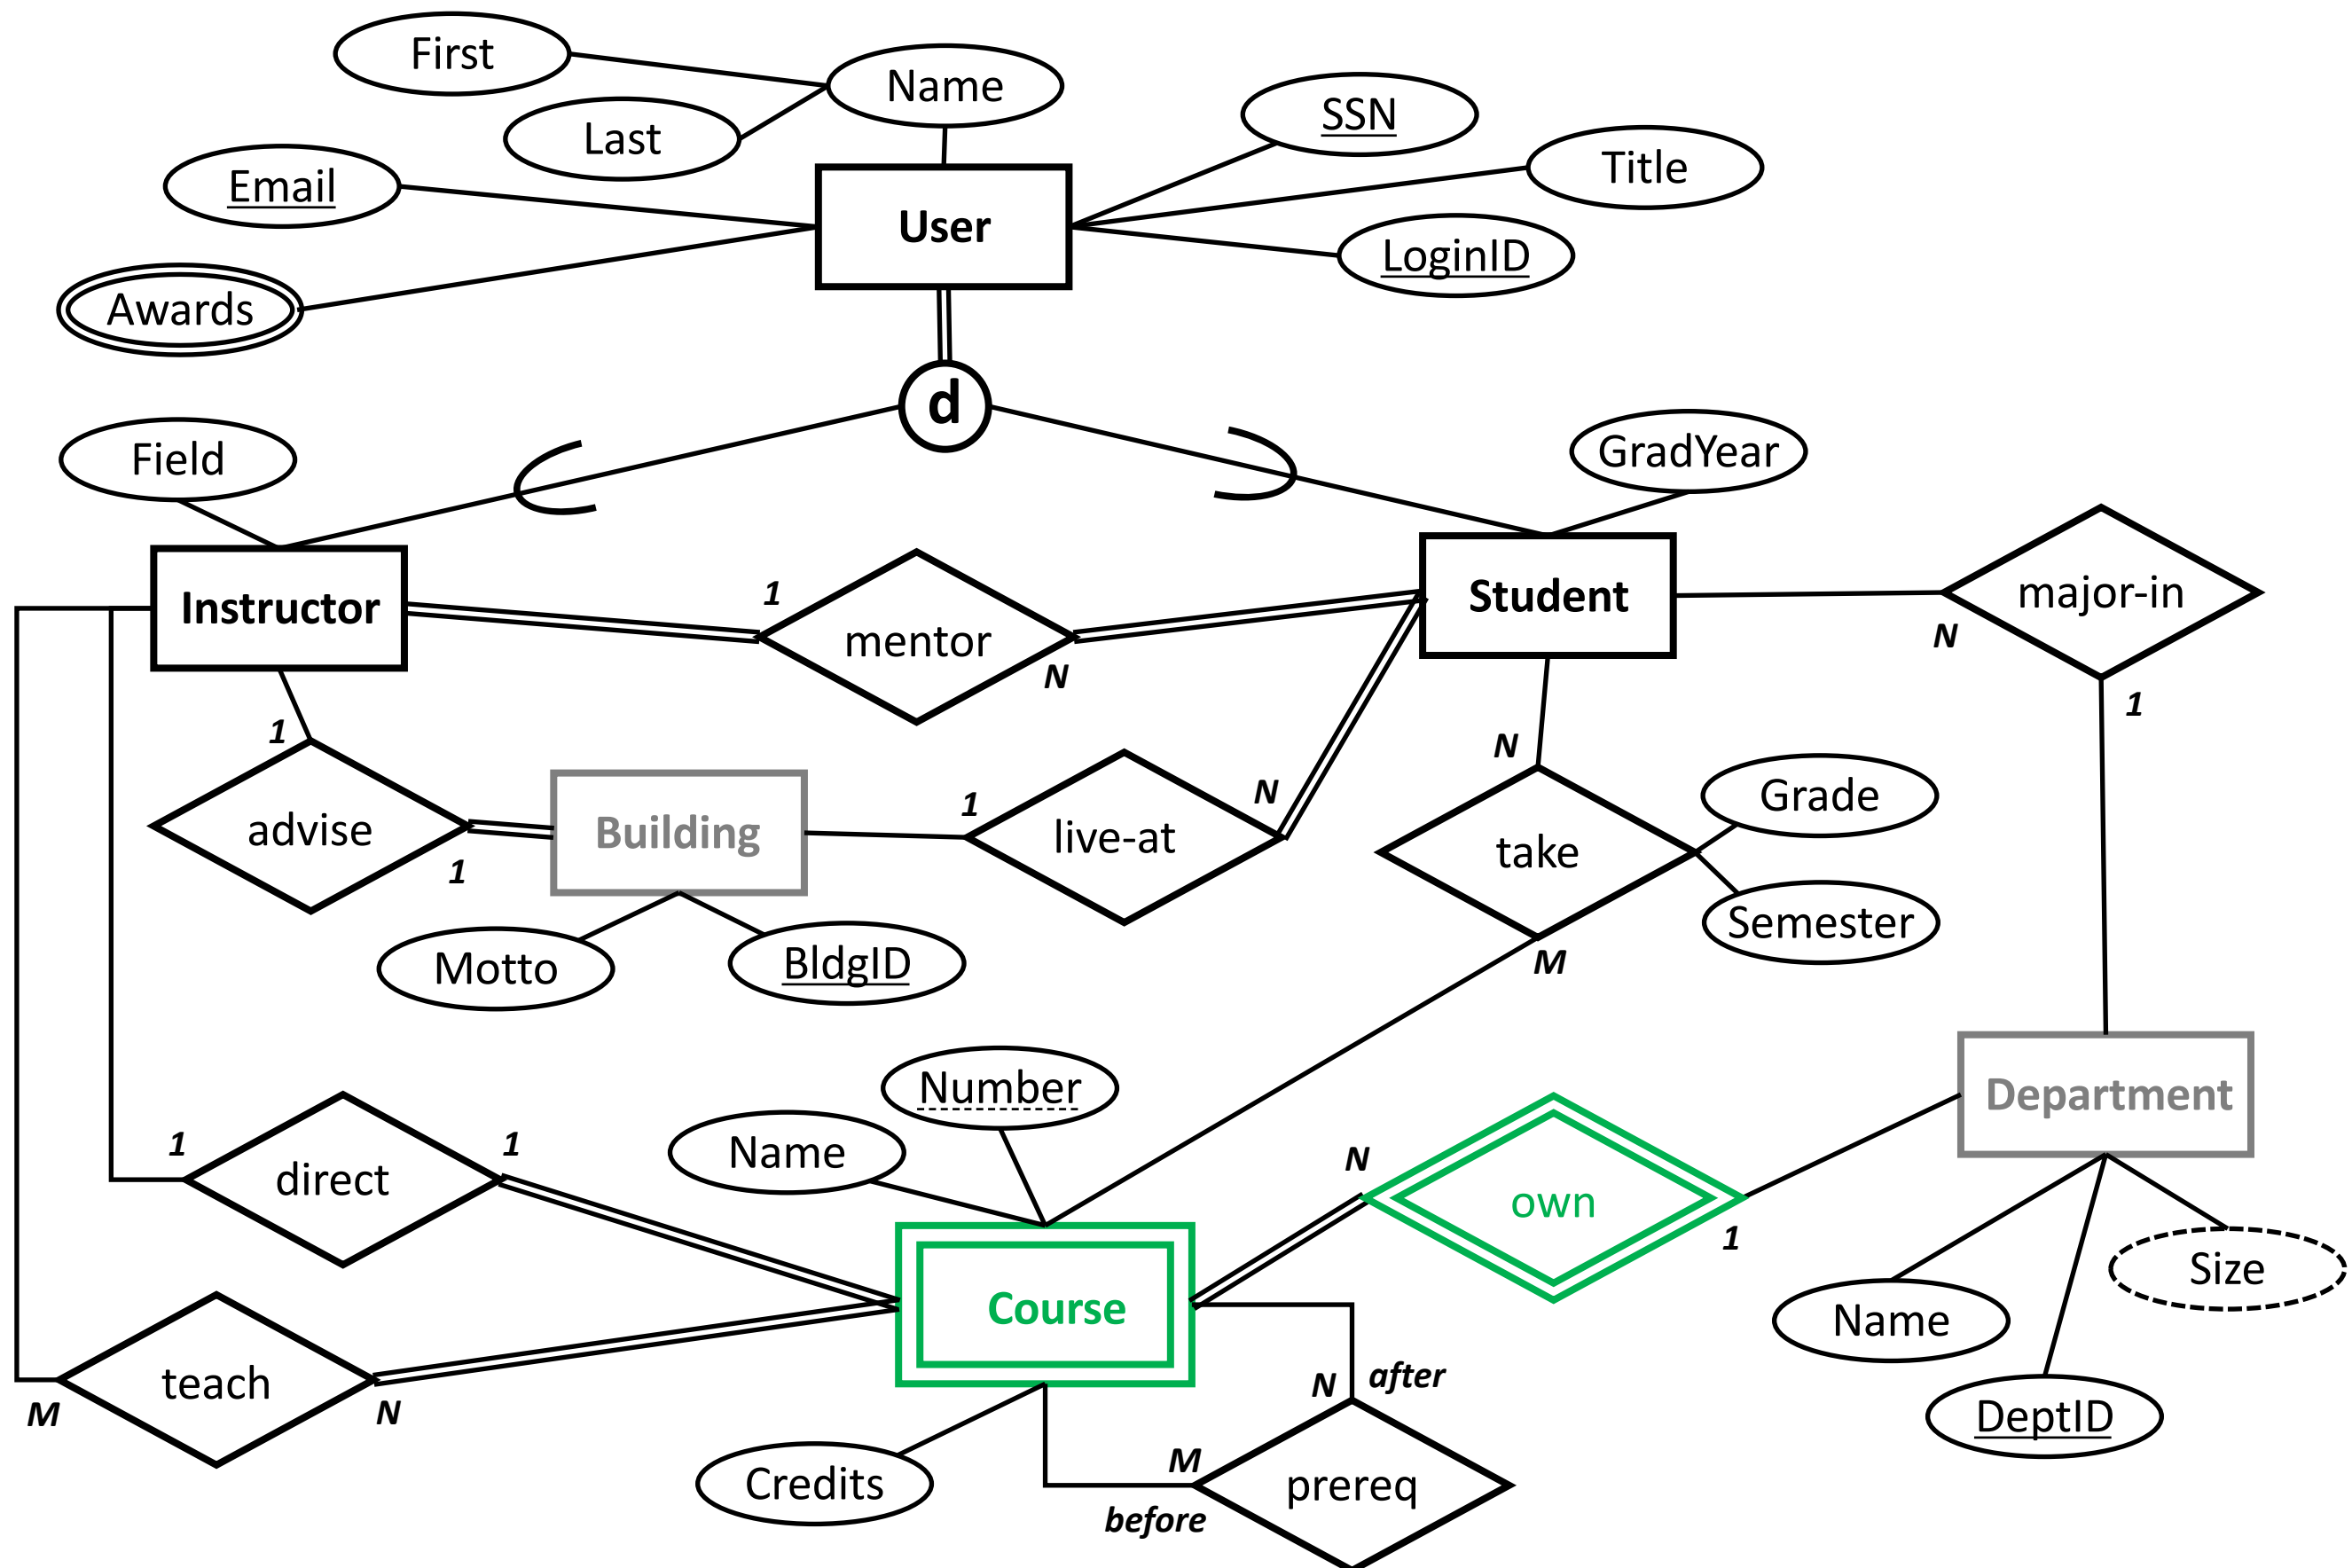 First
Name
SSN
Last
Title
Email
User
LoginID
Awards
d
Field
GradYear
Instructor
1
mentor
N
Student
major-in
N
1
1
advise
1
Building
1
live-at
N
N
take
M
Grade
Semester
Motto
BldgID
Number
Name
Department
1
direct
1
N
own
1
Course
Size
Name
DeptID
M
teach
N
N
after
Credits
M
before
prereq